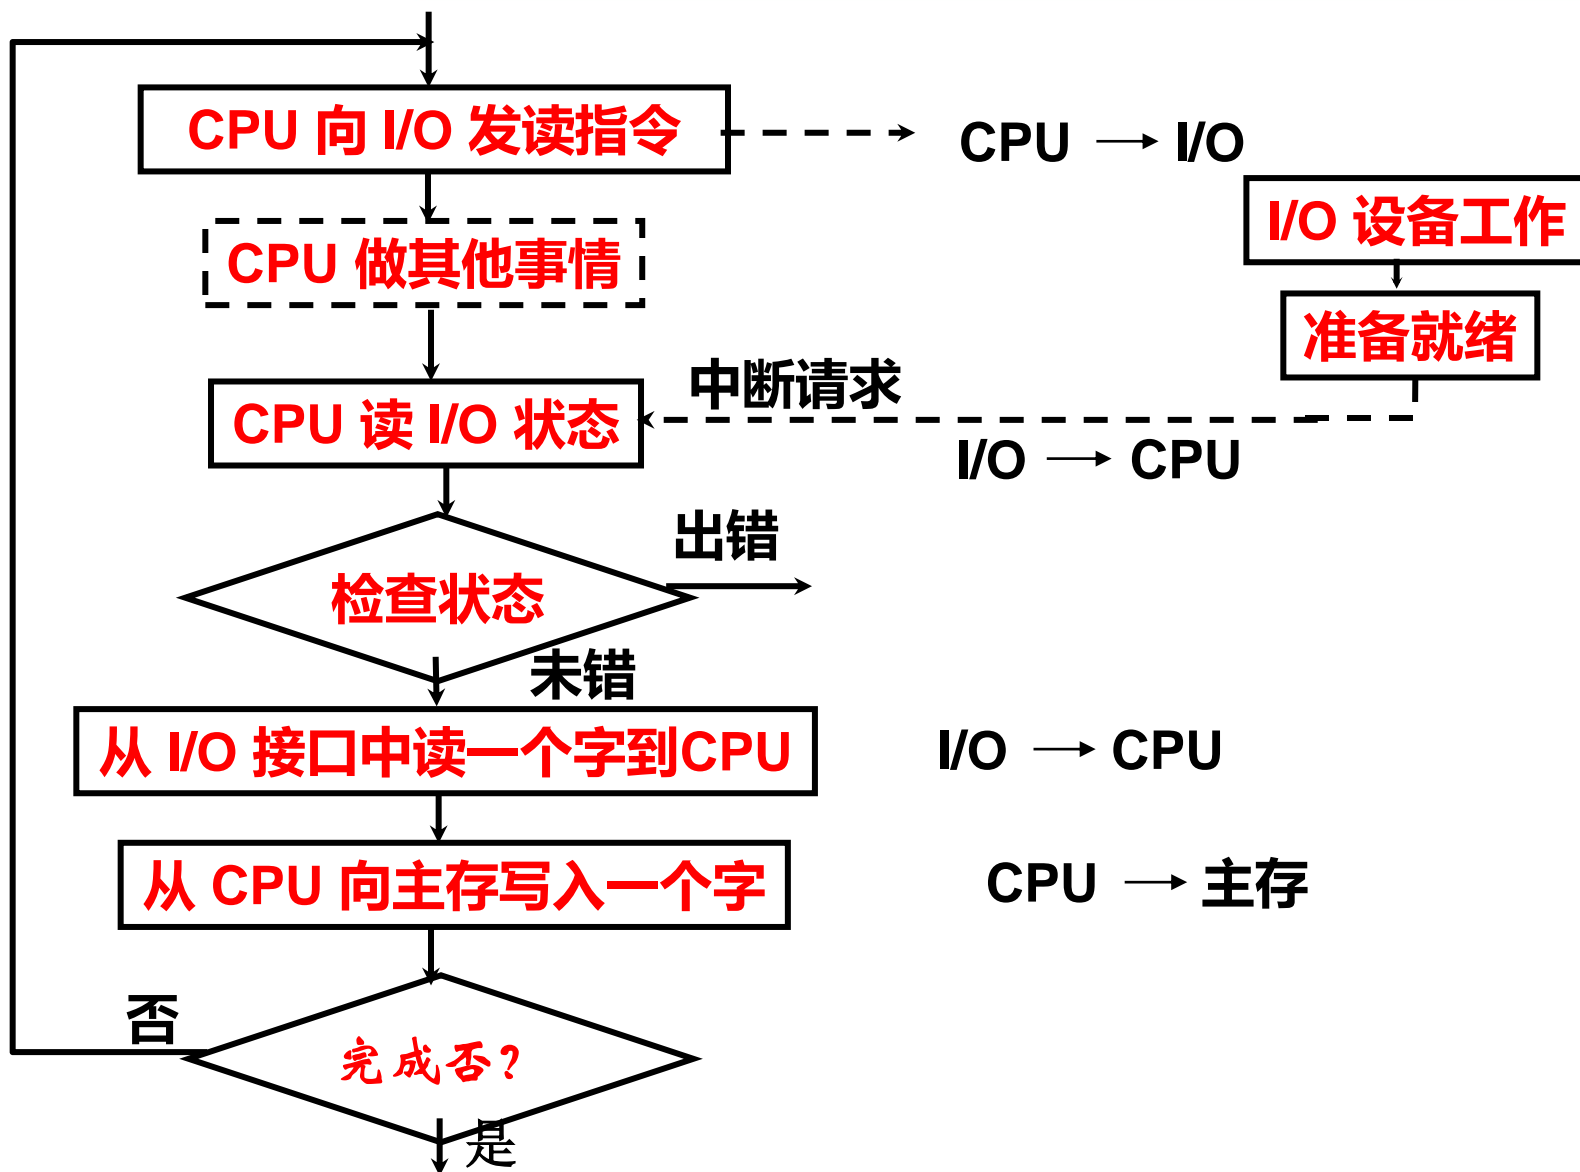 CPU 向 I/O 发读指令
CPU → I/O
I/O 设备工作
CPU 做其他事情
准备就绪
中断请求
CPU 读 I/O 状态
I/O → CPU
出错
检查状态
未错
从 I/O 接口中读一个字到CPU
I/O → CPU
从 CPU 向主存写入一个字
CPU → 主存
否
完成否?
是